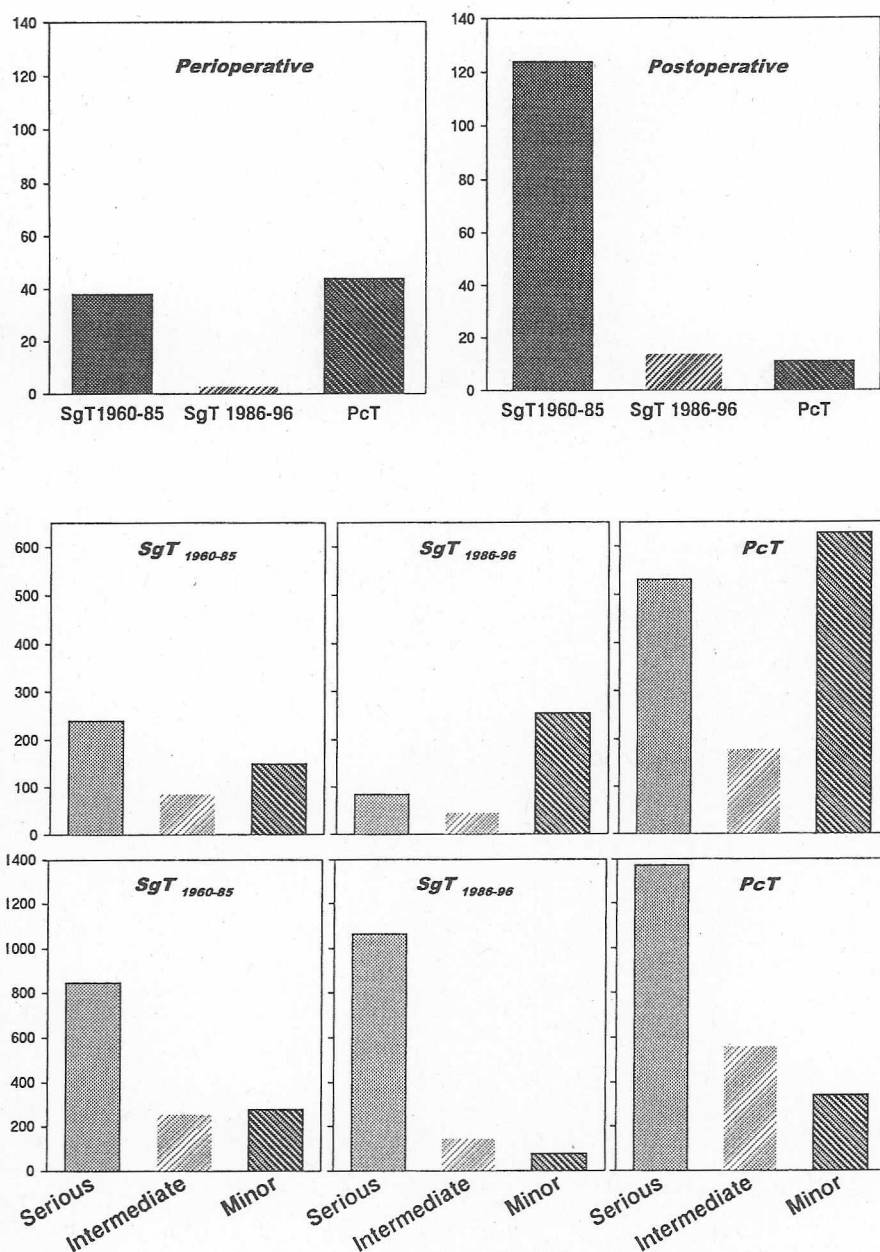 140
120
100
80
60
40
20
0
Perioperative
SgT1960-85 SgT 1986-96 PcT
140
120
100
80
60
40
20
0
Postoperative
SgT1960-85 SgT 1986-96 PcT
600
500
400
300
200
100
0
SgT 1960-85
SgT 1986-96
PcT
1400
1200
1000
800
600
400
200
0
SgT 1960-85
SgT 1986-96
PcT
Serious Intermediate Minor
Serious Intermediate Minor
Serious Intermediate Minor